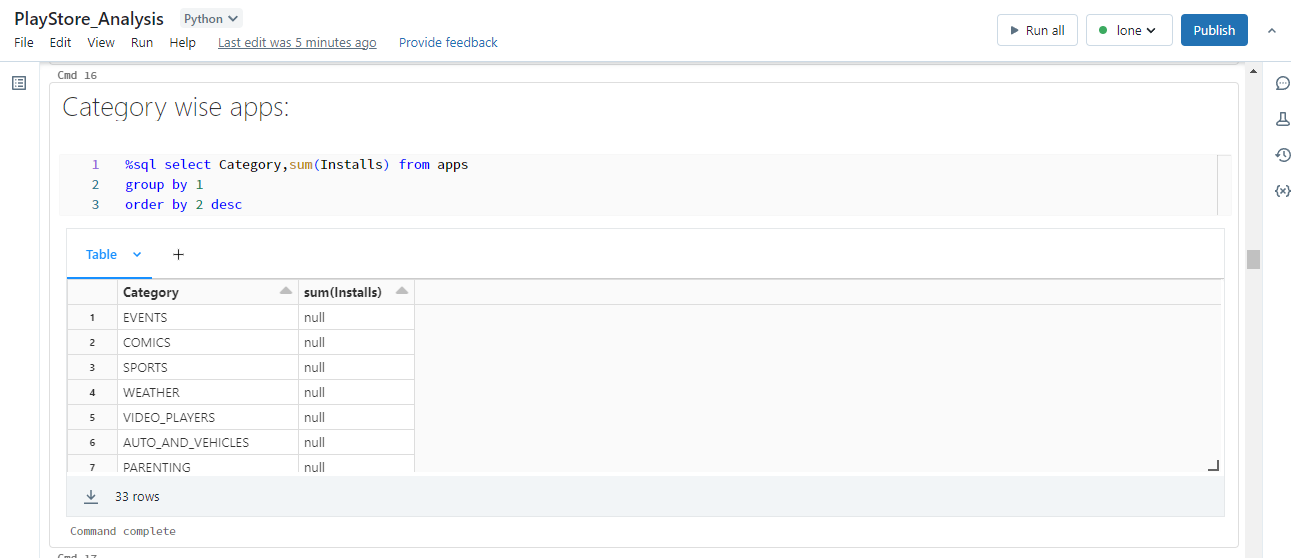 PlayStore_Analysis Python
File Edit View Run Help Last edit was 5 minutes ago Provide feedback
Run all lone Publish
Cmd 16
Category wise apps:
1 %sql select Category,sum(Installs) from apps
2 group by 1
3 order by 2 desc
Table +
Category sum(Installs)
1 EVENTS null
2 COMICS null
3 SPORTS null
4 WEATHER null
5 VIDEO_PLAYERS null
6 AUTO_AND_VEHICLES null
7 PARENTING null
33 rows
Command complete
Cmd 17